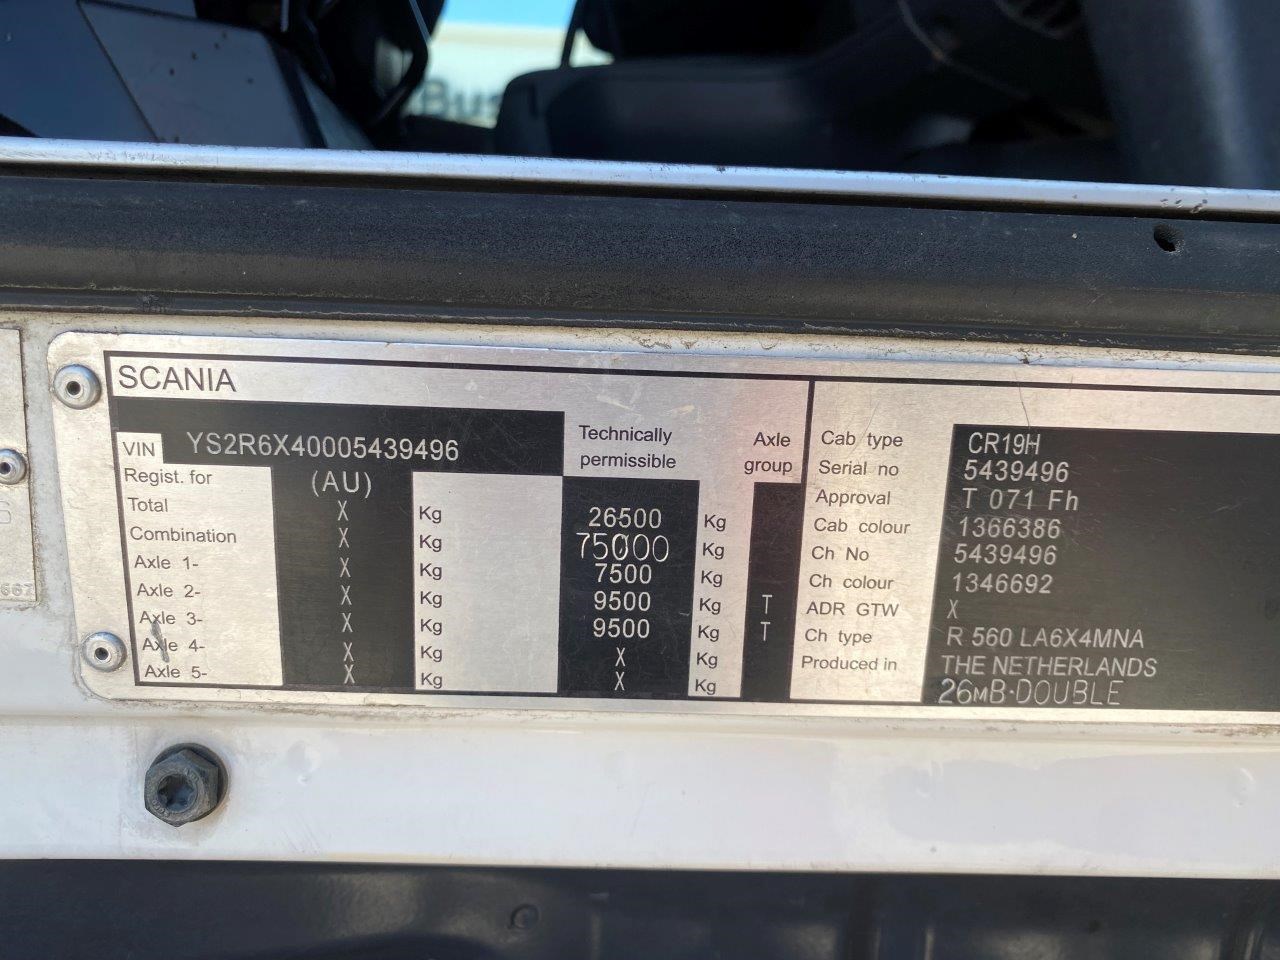 Bus
SCANIA
VIN YS2R6X40005439496
Technically permissible
Axle group
Regist. for (AU)
Total X Kg 26500 Kg
Combination X Kg 75000 Kg
Axle 1- X Kg 7500 Kg
Axle 2- X Kg 9500 Kg T
Axle 3- X Kg 9500 Kg T
Axle 4- X Kg X Kg
Axle 5- X Kg X Kg
Cab type CR19H
Serial no 5439496
Approval T 071 Fh
Cab colour 1366386
Ch No 5439496
Ch colour 1346692
ADR GTW X
Ch type R 560 LA6X4MNA
Produced in THE NETHERLANDS
26MB·DOUBLE